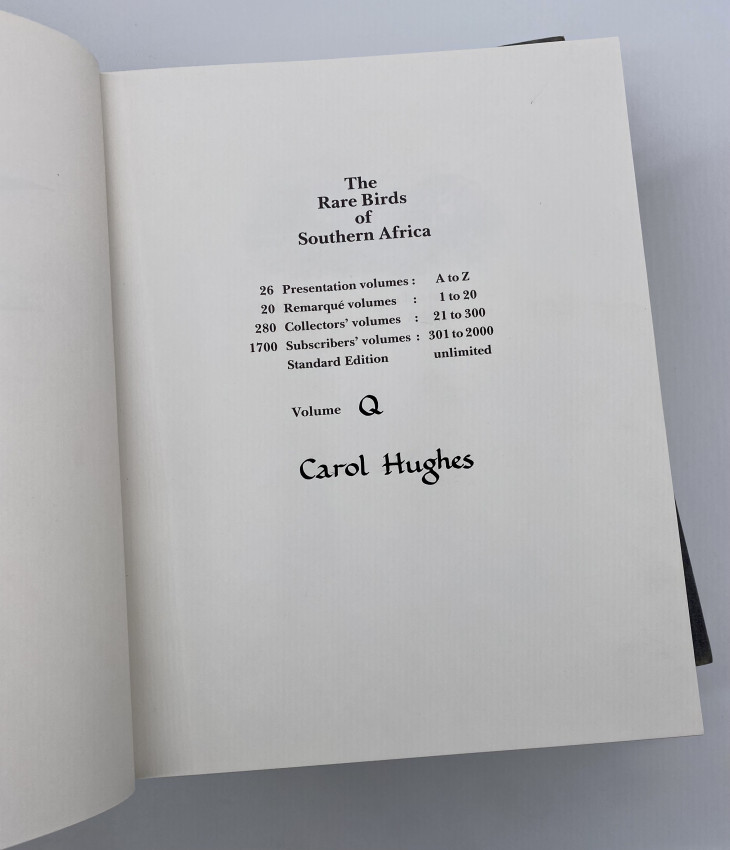 The
Rare Birds
of
Southern Africa
26 Presentation volumes : A to Z
20 Remarqué volumes : 1 to 20
280 Collectors' volumes : 21 to 300
1700 Subscribers' volumes : 301 to 2000
Standard Edition unlimited
Volume Q
Carol Hughes